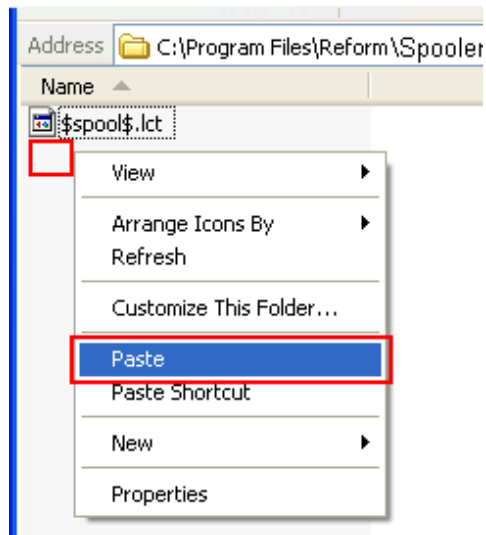 Address C:\Program Files\Reform\Spooler
Name
$spool$.lct
View
Arrange Icons By
Refresh
Customize This Folder...
Paste
Paste Shortcut
New
Properties